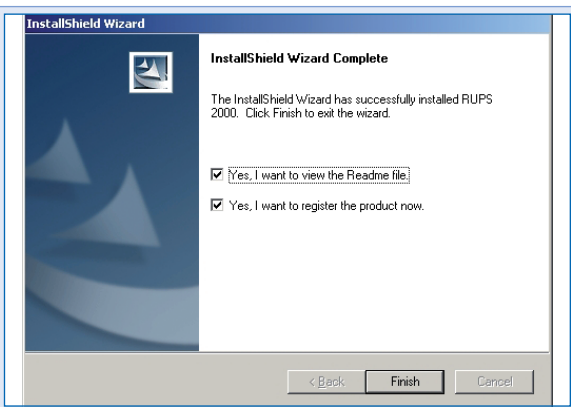 InstallShield Wizard
InstallShield Wizard Complete
The InstallShield Wizard has successfully installed RUPS
2000. Click Finish to exit the wizard.
Yes, I want to view the Readme file.
Yes, I want to register the product now.
< Back
Finish
Cancel